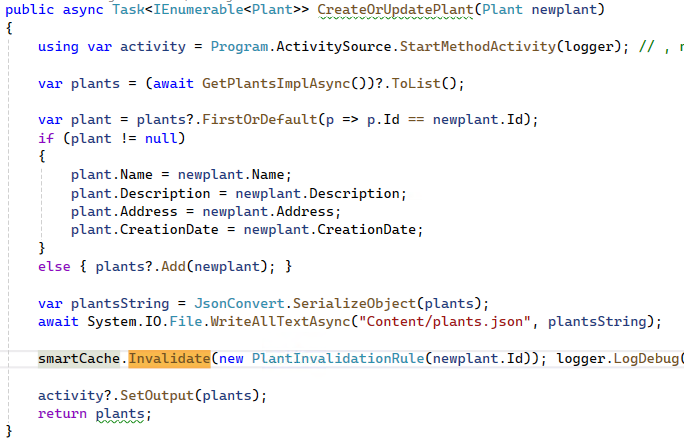 public async Task<IEnumerable<Plant>> CreateOrUpdatePlant(Plant newplant)
{
    using var activity = Program.ActivitySource.StartMethodActivity(logger); // ,

    var plants = (await GetPlantsImplAsync())?.ToList();

    var plant = plants?.FirstOrDefault(p => p.Id == newplant.Id);
    if (plant != null)
    {
        plant.Name = newplant.Name;
        plant.Description = newplant.Description;
        plant.Address = newplant.Address;
        plant.CreationDate = newplant.CreationDate;
    }
    else { plants?.Add(newplant); }

    var plantsString = JsonConvert.SerializeObject(plants);
    await System.IO.File.WriteAllTextAsync("Content/plants.json", plantsString);

    smartCache.Invalidate(new PlantInvalidationRule(newplant.Id)); logger.LogDebug(

    activity?.SetOutput(plants);
    return plants;
}